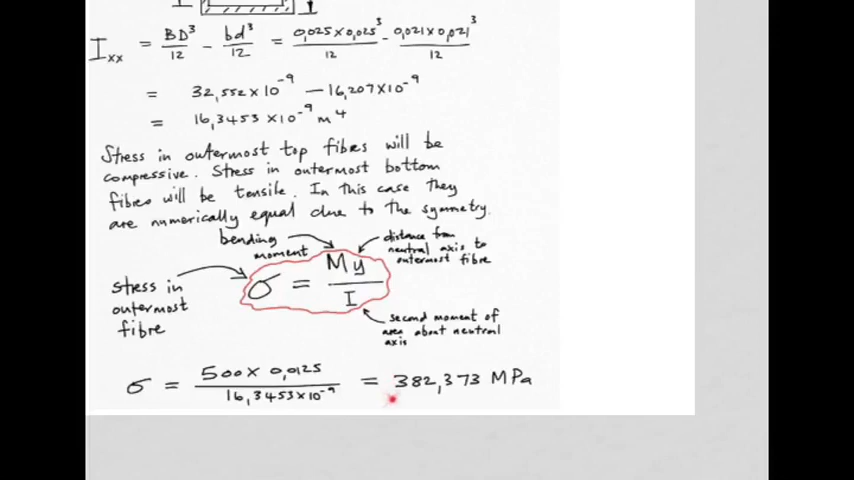 Ixx = BD³/12 - bd³/12 = 0,025 x 0,025³/12 - 0,021 x 0,021³/12
= 32,552 x 10⁻⁹ - 16,207 x 10⁻⁹
= 16,3453 x 10⁻⁹ m⁴
Stress in outermost top fibres will be
compressive. Stress in outermost bottom
fibres will be tensile. In this case they
are numerically equal due to the symmetry.
bending
moment
distance from
neutral axis to
outermost fibre
stress in
outermost
fibre
σ = My/I
second moment of
area about neutral
axis
σ = 500 x 0,0125/16,3453 x 10⁻⁹ = 382,373 MPa